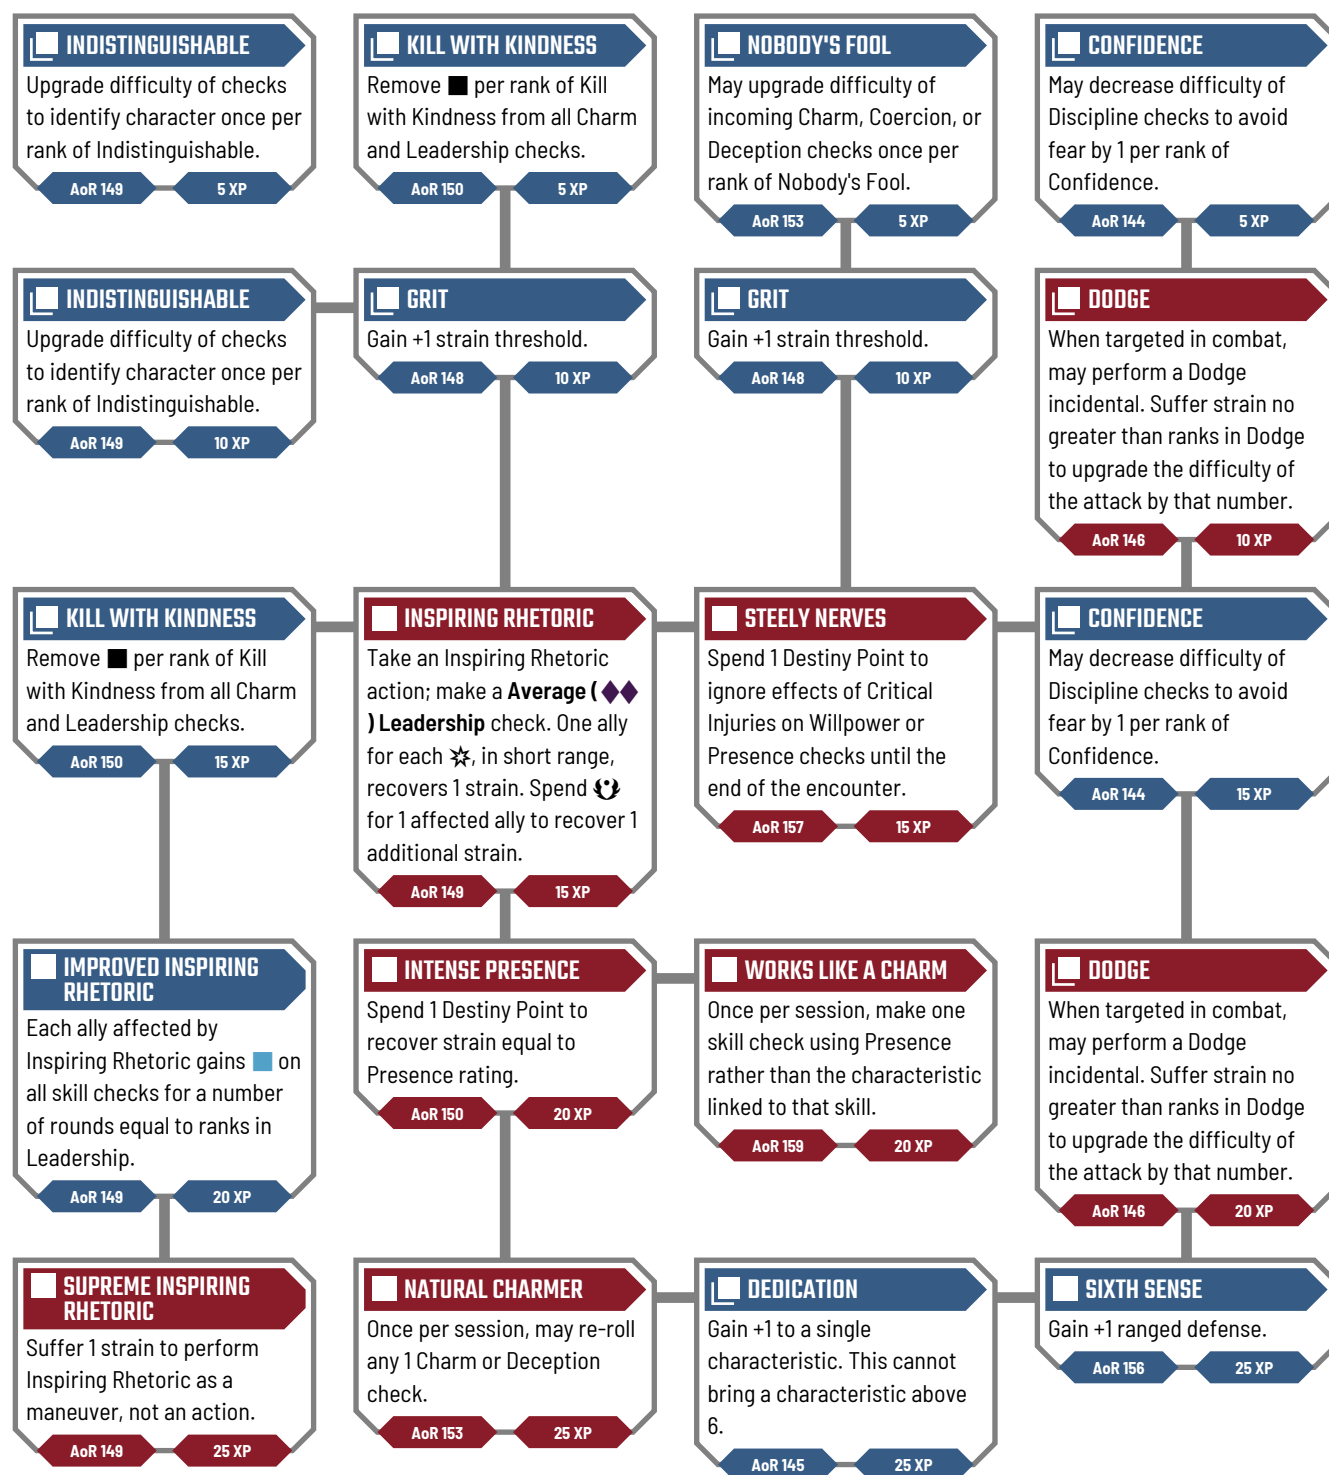 INDISTINGUISHABLE
Upgrade difficulty of checks
to identify character once per
rank of Indistinguishable.
AoR 149
5 XP
KILL WITH KINDNESS
Remove ■ per rank of Kill
with Kindness from all Charm
and Leadership checks.
AoR 150
5 XP
NOBODY'S FOOL
May upgrade difficulty of
incoming Charm, Coercion, or
Deception checks once per
rank of Nobody's Fool.
AoR 153
5 XP
CONFIDENCE
May decrease difficulty of
Discipline checks to avoid
fear by 1 per rank of
Confidence.
AoR 144
5 XP
INDISTINGUISHABLE
Upgrade difficulty of checks
to identify character once per
rank of Indistinguishable.
AoR 149
10 XP
GRIT
Gain +1 strain threshold.
AoR 148
10 XP
GRIT
Gain +1 strain threshold.
AoR 148
10 XP
DODGE
When targeted in combat,
may perform a Dodge
incidental. Suffer strain no
greater than ranks in Dodge
to upgrade the difficulty of
the attack by that number.
AoR 146
10 XP
KILL WITH KINDNESS
Remove ■ per rank of Kill
with Kindness from all Charm
and Leadership checks.
AoR 150
15 XP
INSPIRING RHETORIC
Take an Inspiring Rhetoric
action; make a Average (◆◆
) Leadership check. One ally
for each , in short range,
recovers 1 strain. Spend
for 1 affected ally to recover 1
additional strain.
AoR 149
15 XP
STEELY NERVES
Spend 1 Destiny Point to
ignore effects of Critical
Injuries on Willpower or
Presence checks until the
end of the encounter.
AoR 157
15 XP
CONFIDENCE
May decrease difficulty of
Discipline checks to avoid
fear by 1 per rank of
Confidence.
AoR 144
15 XP
IMPROVED INSPIRING
RHETORIC
Each ally affected by
Inspiring Rhetoric gains ■ on
all skill checks for a number
of rounds equal to ranks in
Leadership.
AoR 149
20 XP
INTENSE PRESENCE
Spend 1 Destiny Point to
recover strain equal to
Presence rating.
AoR 150
20 XP
WORKS LIKE A CHARM
Once per session, make one
skill check using Presence
rather than the characteristic
linked to that skill.
AoR 159
20 XP
DODGE
When targeted in combat,
may perform a Dodge
incidental. Suffer strain no
greater than ranks in Dodge
to upgrade the difficulty of
the attack by that number.
AoR 146
20 XP
SUPREME INSPIRING
RHETORIC
Suffer 1 strain to perform
Inspiring Rhetoric as a
maneuver, not an action.
AoR 149
25 XP
NATURAL CHARMER
Once per session, may re-roll
any 1 Charm or Deception
check.
AoR 153
25 XP
DEDICATION
Gain +1 to a single
characteristic. This cannot
bring a characteristic above
6.
AoR 145
25 XP
SIXTH SENSE
Gain +1 ranged defense.
AoR 156
25 XP